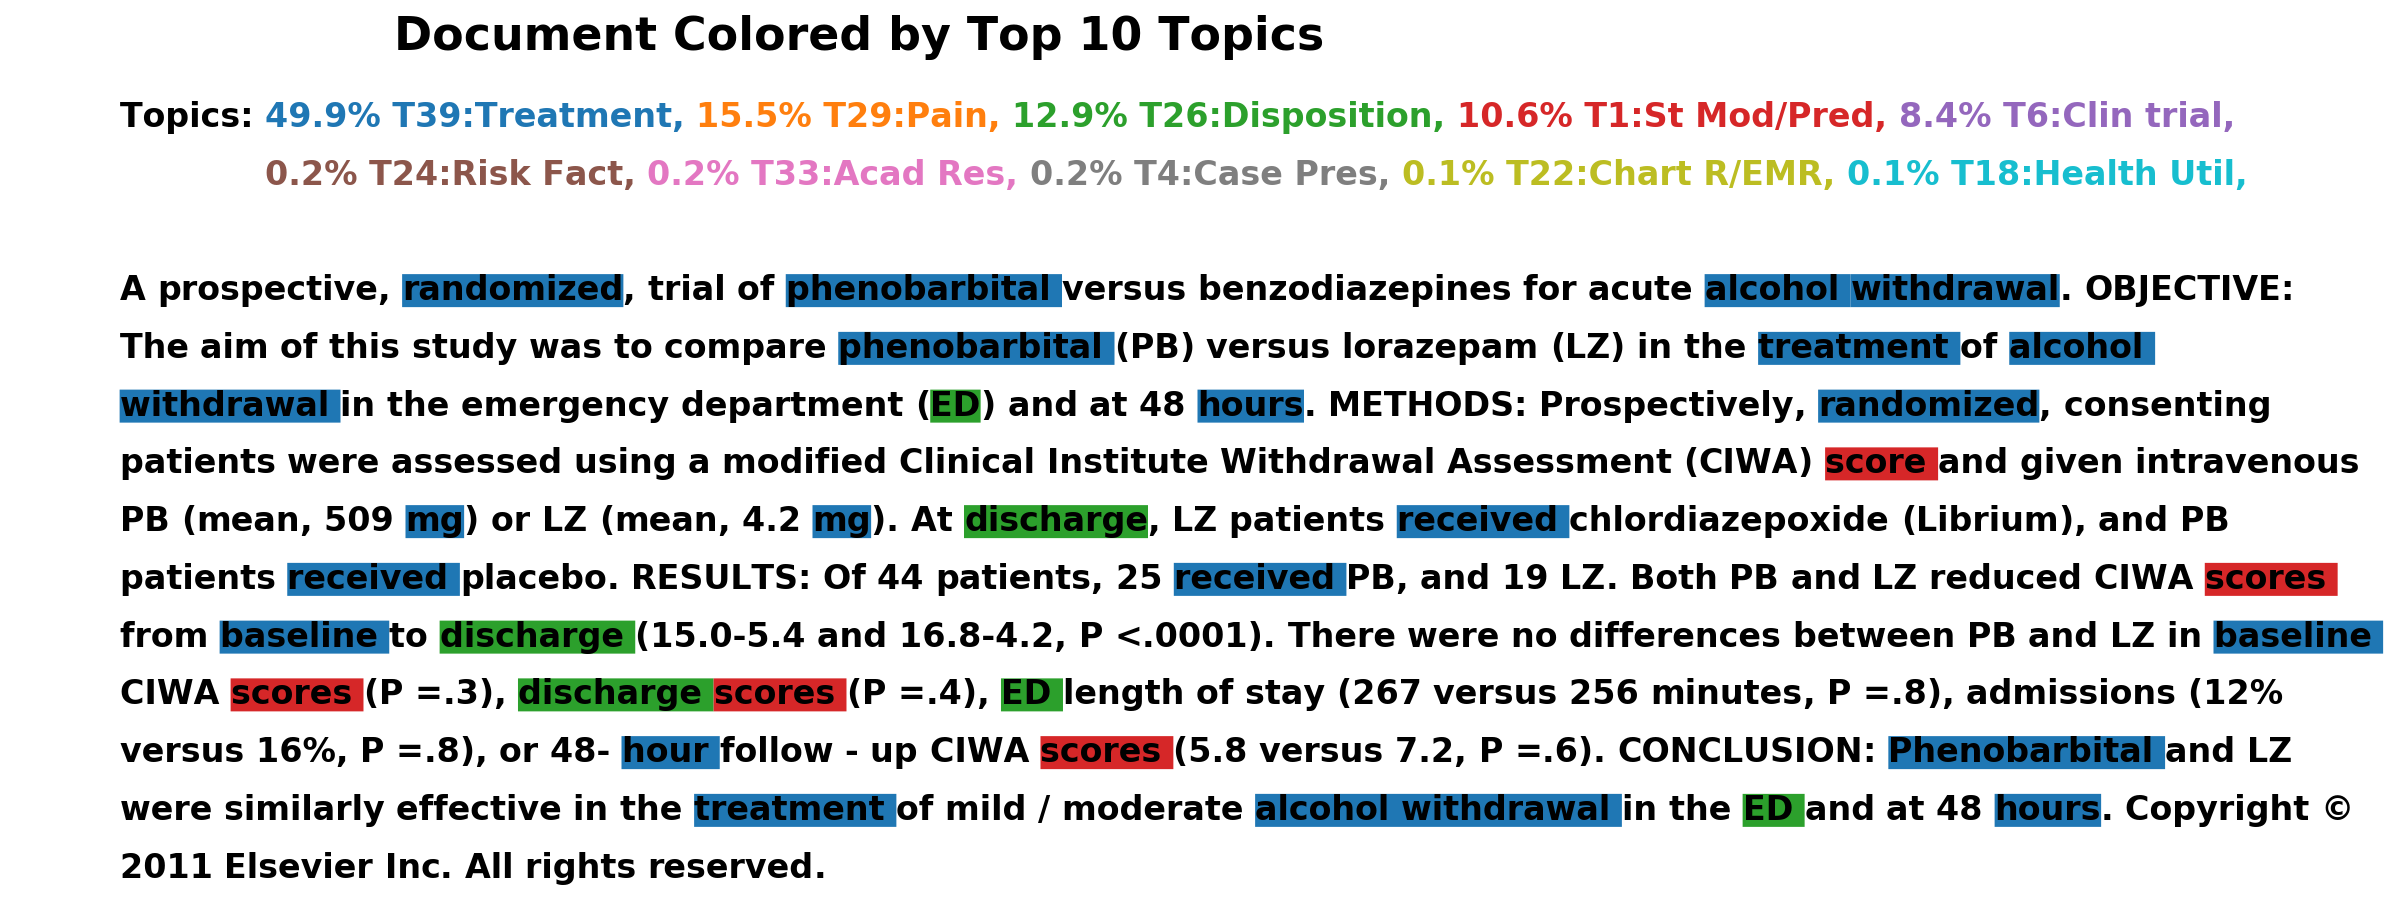 Document Colored by Top 10 Topics
Topics: 49.9% T39:Treatment, 15.5% T29:Pain, 12.9% T26:Disposition, 10.6% T1:St Mod/Pred, 8.4% T6:Clin trial,
0.2% T24:Risk Fact, 0.2% T33:Acad Res, 0.2% T4:Case Pres, 0.1% T22:Chart R/EMR, 0.1% T18:Health Util,
A prospective, randomized, trial of phenobarbital versus benzodiazepines for acute alcohol withdrawal. OBJECTIVE:
The aim of this study was to compare phenobarbital (PB) versus lorazepam (LZ) in the treatment of alcohol
withdrawal in the emergency department (ED) and at 48 hours. METHODS: Prospectively, randomized, consenting
patients were assessed using a modified Clinical Institute Withdrawal Assessment (CIWA) score and given intravenous
PB (mean, 509 mg) or LZ (mean, 4.2 mg). At discharge, LZ patients received chlordiazepoxide (Librium), and PB
patients received placebo. RESULTS: Of 44 patients, 25 received PB, and 19 LZ. Both PB and LZ reduced CIWA scores
from baseline to discharge (15.0-5.4 and 16.8-4.2, P <.0001). There were no differences between PB and LZ in baseline
CIWA scores (P =.3), discharge scores (P =.4), ED length of stay (267 versus 256 minutes, P =.8), admissions (12%
versus 16%, P =.8), or 48- hour follow - up CIWA scores (5.8 versus 7.2, P =.6). CONCLUSION: Phenobarbital and LZ
were similarly effective in the treatment of mild / moderate alcohol withdrawal in the ED and at 48 hours. Copyright ©
2011 Elsevier Inc. All rights reserved.